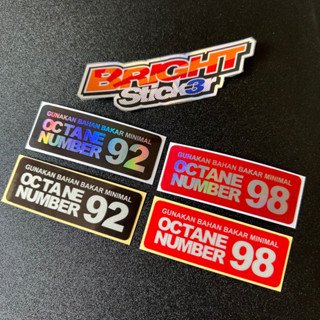 BRIGHT
Stick3r
GUNAKAN BAHAN BAKAR MINIMAL
OCTANE
NUMBER 92
GUNAKAN BAHAN BAKAR MINIMAL
OCTANE
NUMBER 98
GUNAKAN BAHAN BAKAR MINIMAL
OCTANE
NUMBER 92
GUNAKAN BAHAN BAKAR MINIMAL
OCTANE
NUMBER 98